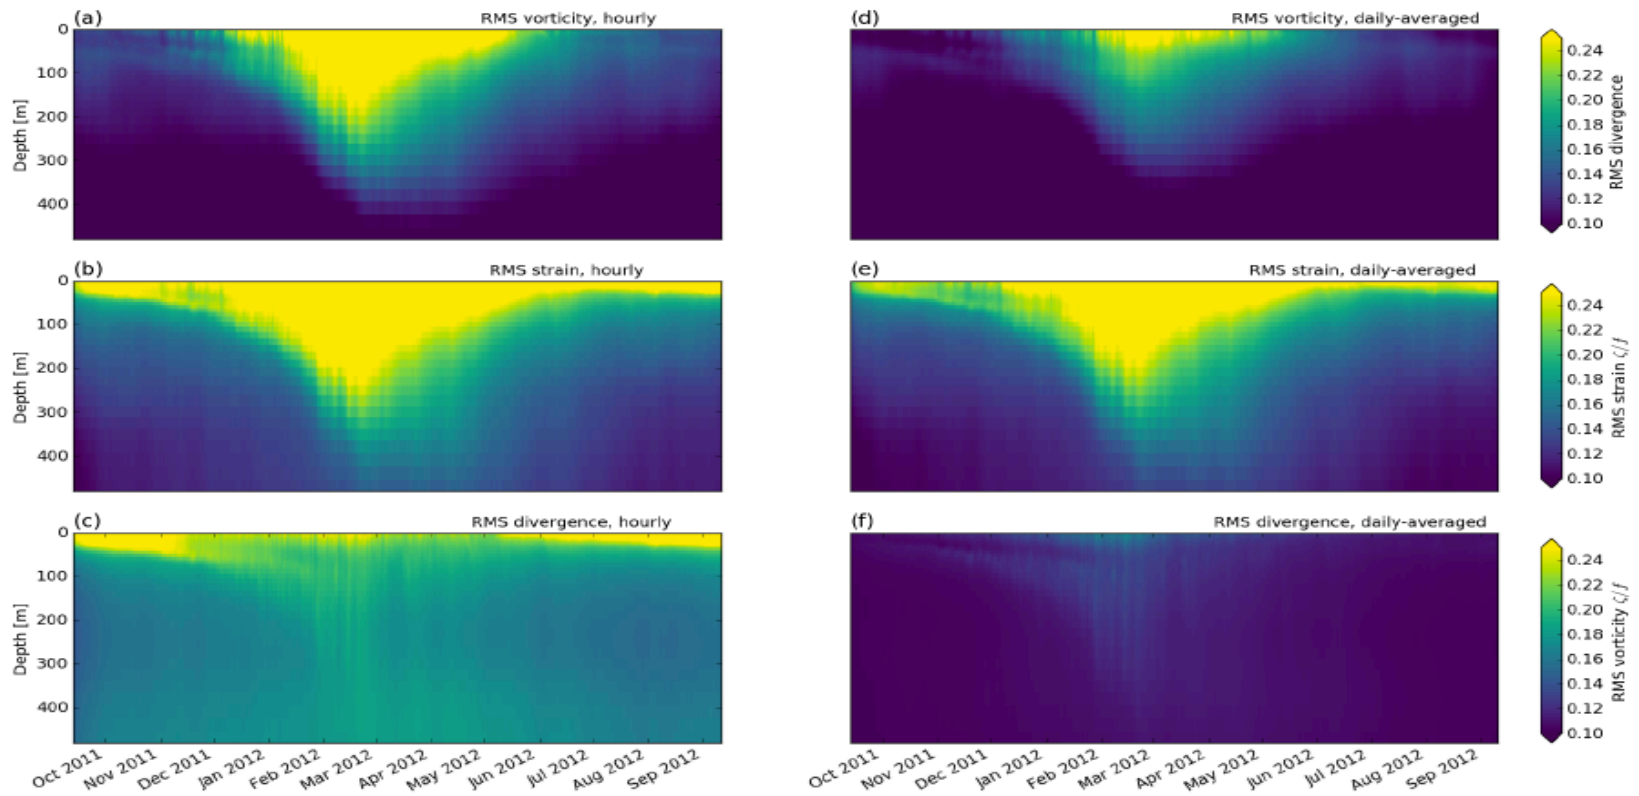 (a) RMS vorticity, hourly
0
100
200
300
400
Depth [m]
(d) RMS vorticity, daily-averaged
0.24
0.22
0.20
0.18
0.16
0.14
0.12
0.10
RMS divergence
(b) RMS strain, hourly
0
100
200
300
400
Depth [m]
(e) RMS strain, daily-averaged
0.24
0.22
0.20
0.18
0.16
0.14
0.12
0.10
RMS strain ζ/f
(c) RMS divergence, hourly
0
100
200
300
400
Depth [m]
(f) RMS divergence, daily-averaged
0.24
0.22
0.20
0.18
0.16
0.14
0.12
0.10
RMS vorticity ζ/f
Oct 2011 Nov 2011 Dec 2011 Jan 2012 Feb 2012 Mar 2012 Apr 2012 May 2012 Jun 2012 Jul 2012 Aug 2012 Sep 2012
Oct 2011 Nov 2011 Dec 2011 Jan 2012 Feb 2012 Mar 2012 Apr 2012 May 2012 Jun 2012 Jul 2012 Aug 2012 Sep 2012